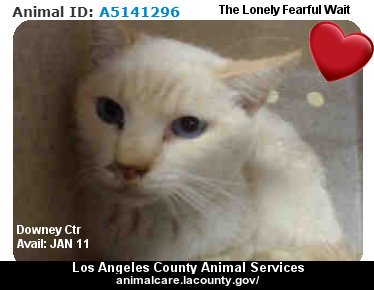 Animal ID: A5141296
The Lonely Fearful Wait
Downey Ctr
Avail: JAN 11
Los Angeles County Animal Services
animalcare.lacounty.gov/